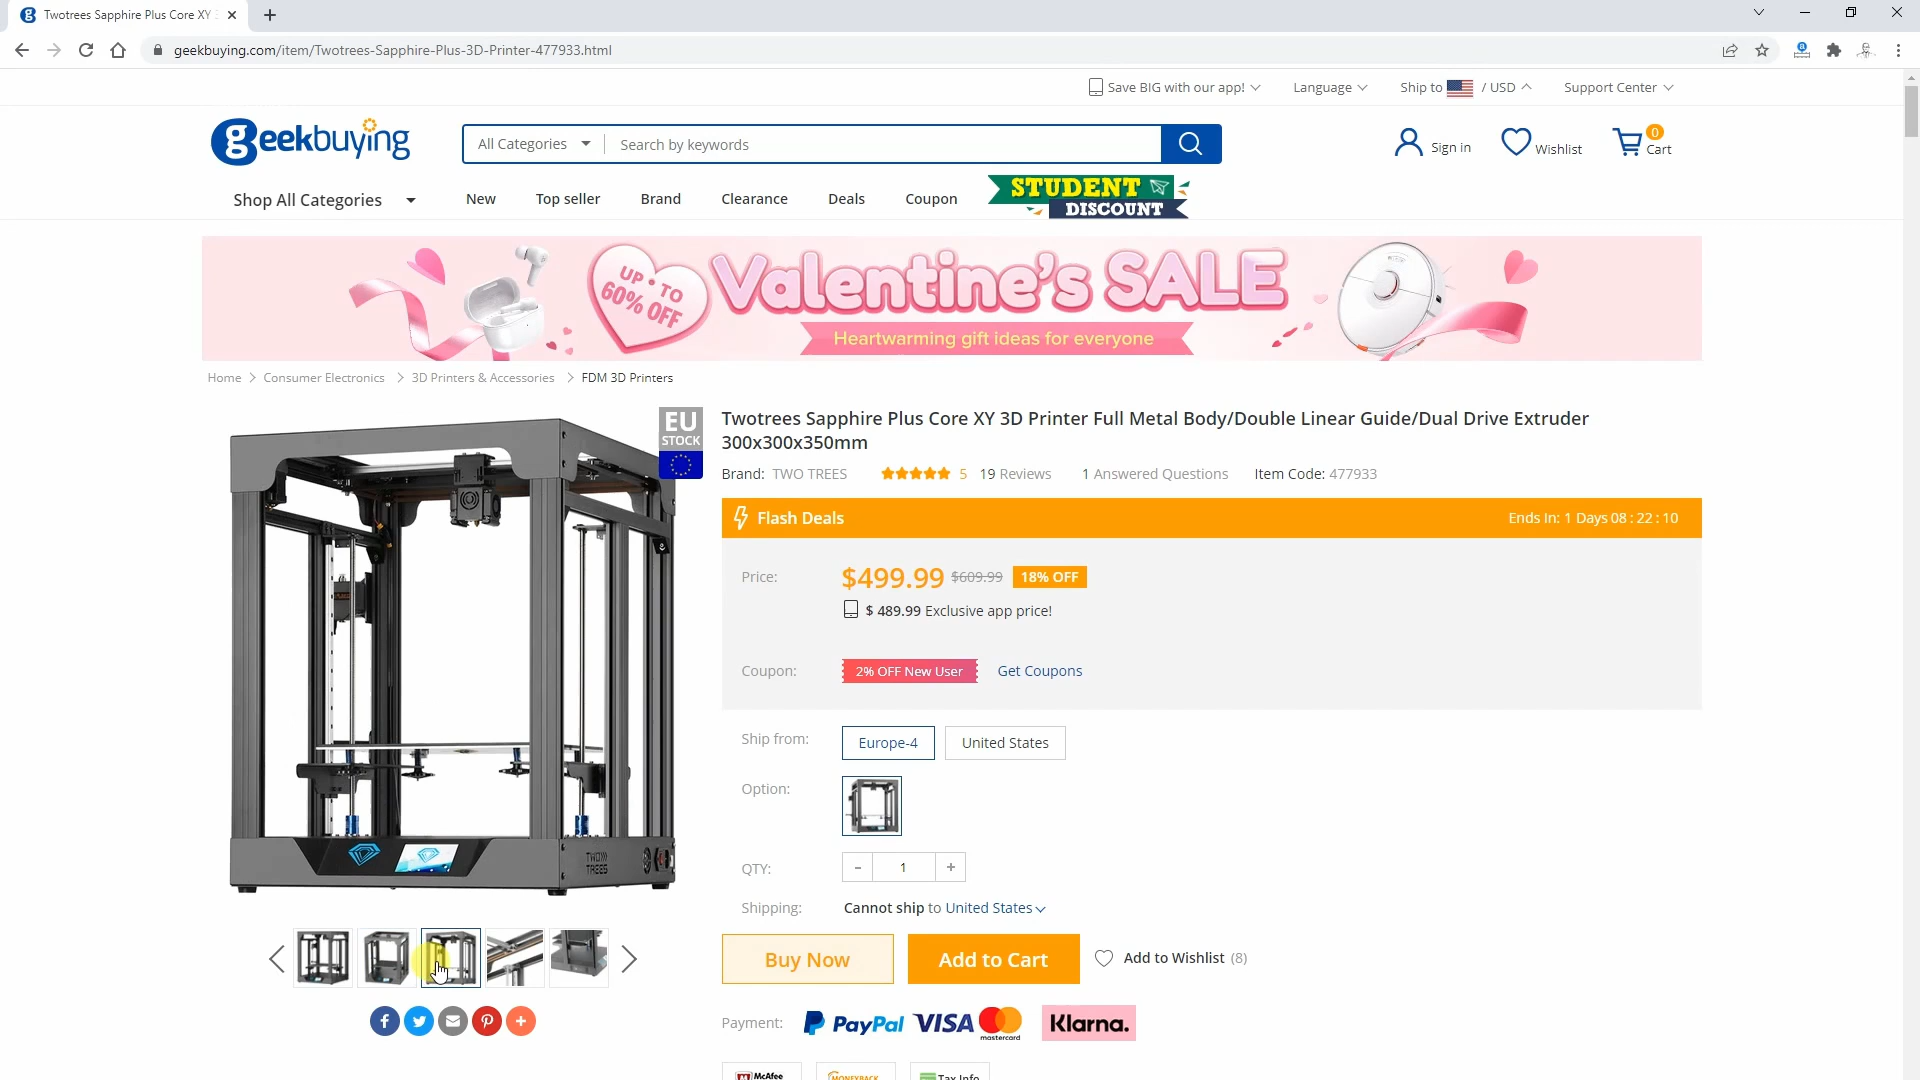 Twotrees Sapphire Plus Core XY 3
geekbuying.com/item/Twotrees-Sapphire-Plus-3D-Printer-477933.html
Save BIG with our app!
Language
Ship to / USD
Support Center
geekbuying
All Categories
Search by keywords
Sign in
Wishlist
0
Cart
Shop All Categories
New
Top seller
Brand
Clearance
Deals
Coupon
STUDENT
DISCOUNT
UP•TO
60% OFF
Valentine's SALE
Heartwarming gift ideas for everyone
Home > Consumer Electronics > 3D Printers & Accessories > FDM 3D Printers
EU
STOCK
TWO
TREES
Twotrees Sapphire Plus Core XY 3D Printer Full Metal Body/Double Linear Guide/Dual Drive Extruder
300x300x350mm
Brand: TWO TREES 5 19 Reviews 1 Answered Questions Item Code: 477933
Flash Deals
Ends In: 1 Days 08 : 22 : 10
Price: $499.99 $609.99 18% OFF
$ 489.99 Exclusive app price!
Coupon: 2% OFF New User Get Coupons
Ship from: Europe-4 United States
Option:
QTY: - 1 +
Shipping: Cannot ship to United States
Buy Now
Add to Cart
Add to Wishlist (8)
Payment: PayPal VISA mastercard Klarna.
McAfee
MONEYBACK
Tax Info